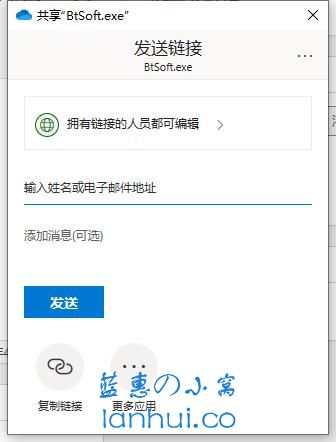 共享“BtSoft.exe”
发送链接
BtSoft.exe
拥有链接的人员都可编辑
输入姓名或电子邮件地址
添加消息(可选)
发送
复制链接
更多应用
蓝惠の小窝
lanhui.co